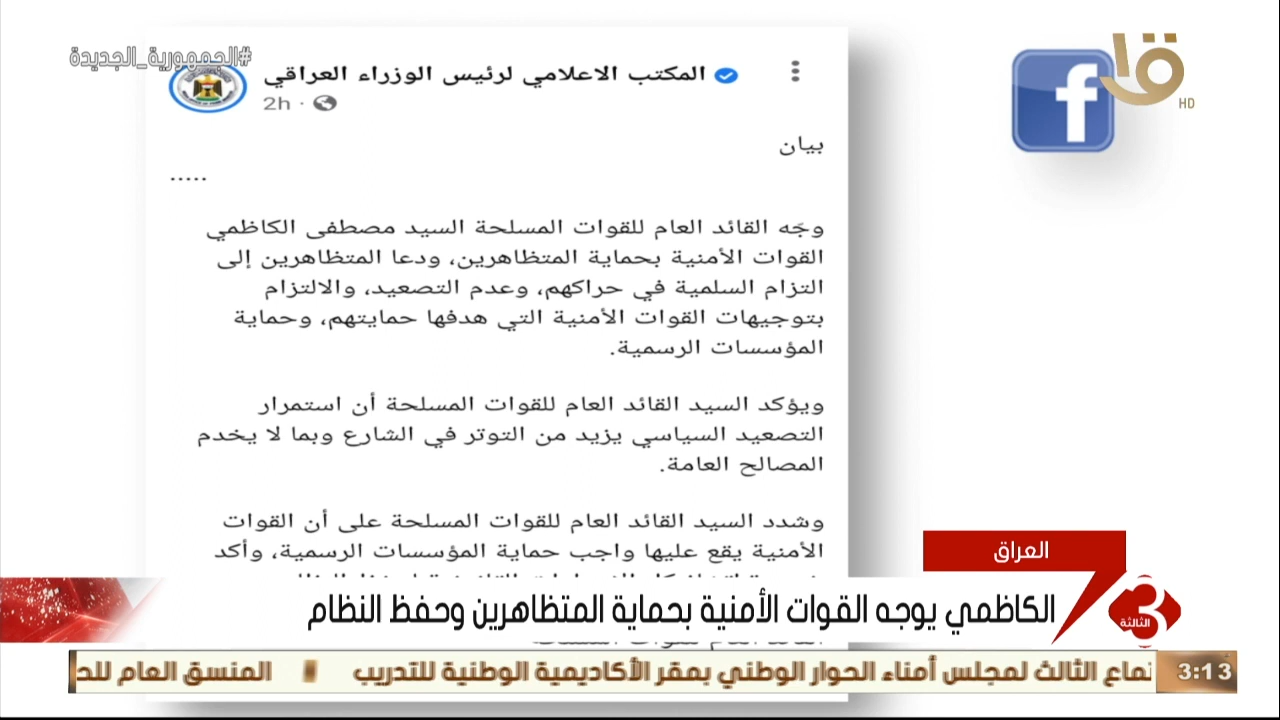 #الجمهورية_الجديدة
المكتب الاعلامي لرئيس الوزراء العراقي
2h ·
f
HD
بيان
.....
وجَه القائد العام للقوات المسلحة السيد مصطفى الكاظمي
القوات الأمنية بحماية المتظاهرين، ودعا المتظاهرين إلى
التزام السلمية في حراكهم، وعدم التصعيد، والالتزام
بتوجيهات القوات الأمنية التي هدفها حمايتهم، وحماية
المؤسسات الرسمية.
ويؤكد السيد القائد العام للقوات المسلحة أن استمرار
التصعيد السياسي يزيد من التوتر في الشارع وبما لا يخدم
المصالح العامة.
وشدد السيد القائد العام للقوات المسلحة على أن القوات
الأمنية يقع عليها واجب حماية المؤسسات الرسمية، وأكد
العراق
الكاظمي يوجه القوات الأمنية بحماية المتظاهرين وحفظ النظام
3 الثالثة
3:13
تماع الثالث لمجلس أمناء الحوار الوطني بمقر الأكاديمية الوطنية للتدريب
المنسق العام للح